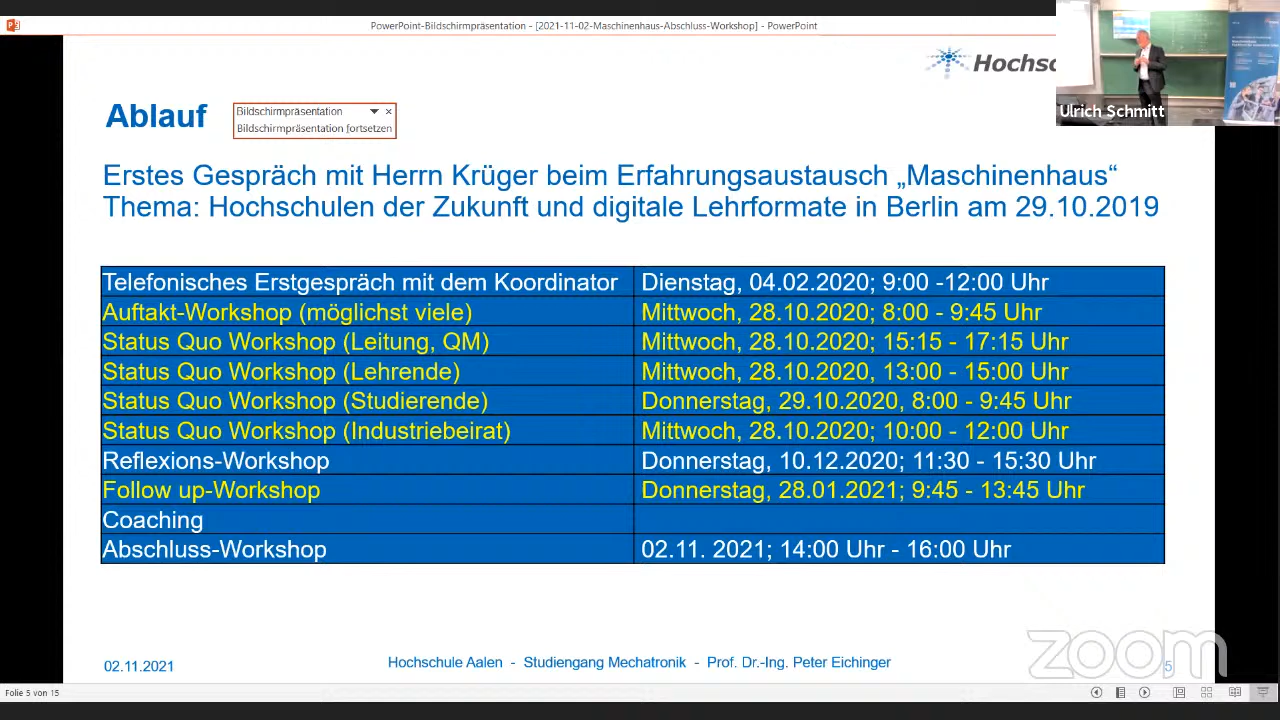 PowerPoint-Bildschirmpräsentation - [2021-11-02-Maschinenhaus-Abschluss-Workshop] - PowerPoint
Hochsc
Ulrich Schmitt
Ablauf
Bildschirmpräsentation
Bildschirmpräsentation fortsetzen
Erstes Gespräch mit Herrn Krüger beim Erfahrungsaustausch „Maschinenhaus“
Thema: Hochschulen der Zukunft und digitale Lehrformate in Berlin am 29.10.2019
Telefonisches Erstgespräch mit dem Koordinator Dienstag, 04.02.2020; 9:00 -12:00 Uhr
Auftakt-Workshop (möglichst viele) Mittwoch, 28.10.2020; 8:00 - 9:45 Uhr
Status Quo Workshop (Leitung, QM) Mittwoch, 28.10.2020; 15:15 - 17:15 Uhr
Status Quo Workshop (Lehrende) Mittwoch, 28.10.2020, 13:00 - 15:00 Uhr
Status Quo Workshop (Studierende) Donnerstag, 29.10.2020, 8:00 - 9:45 Uhr
Status Quo Workshop (Industriebeirat) Mittwoch, 28.10.2020; 10:00 - 12:00 Uhr
Reflexions-Workshop Donnerstag, 10.12.2020; 11:30 - 15:30 Uhr
Follow up-Workshop Donnerstag, 28.01.2021; 9:45 - 13:45 Uhr
Coaching
Abschluss-Workshop 02.11. 2021; 14:00 Uhr - 16:00 Uhr
02.11.2021 Hochschule Aalen - Studiengang Mechatronik - Prof. Dr.-Ing. Peter Eichinger 5
zoom
Folie 5 von 15